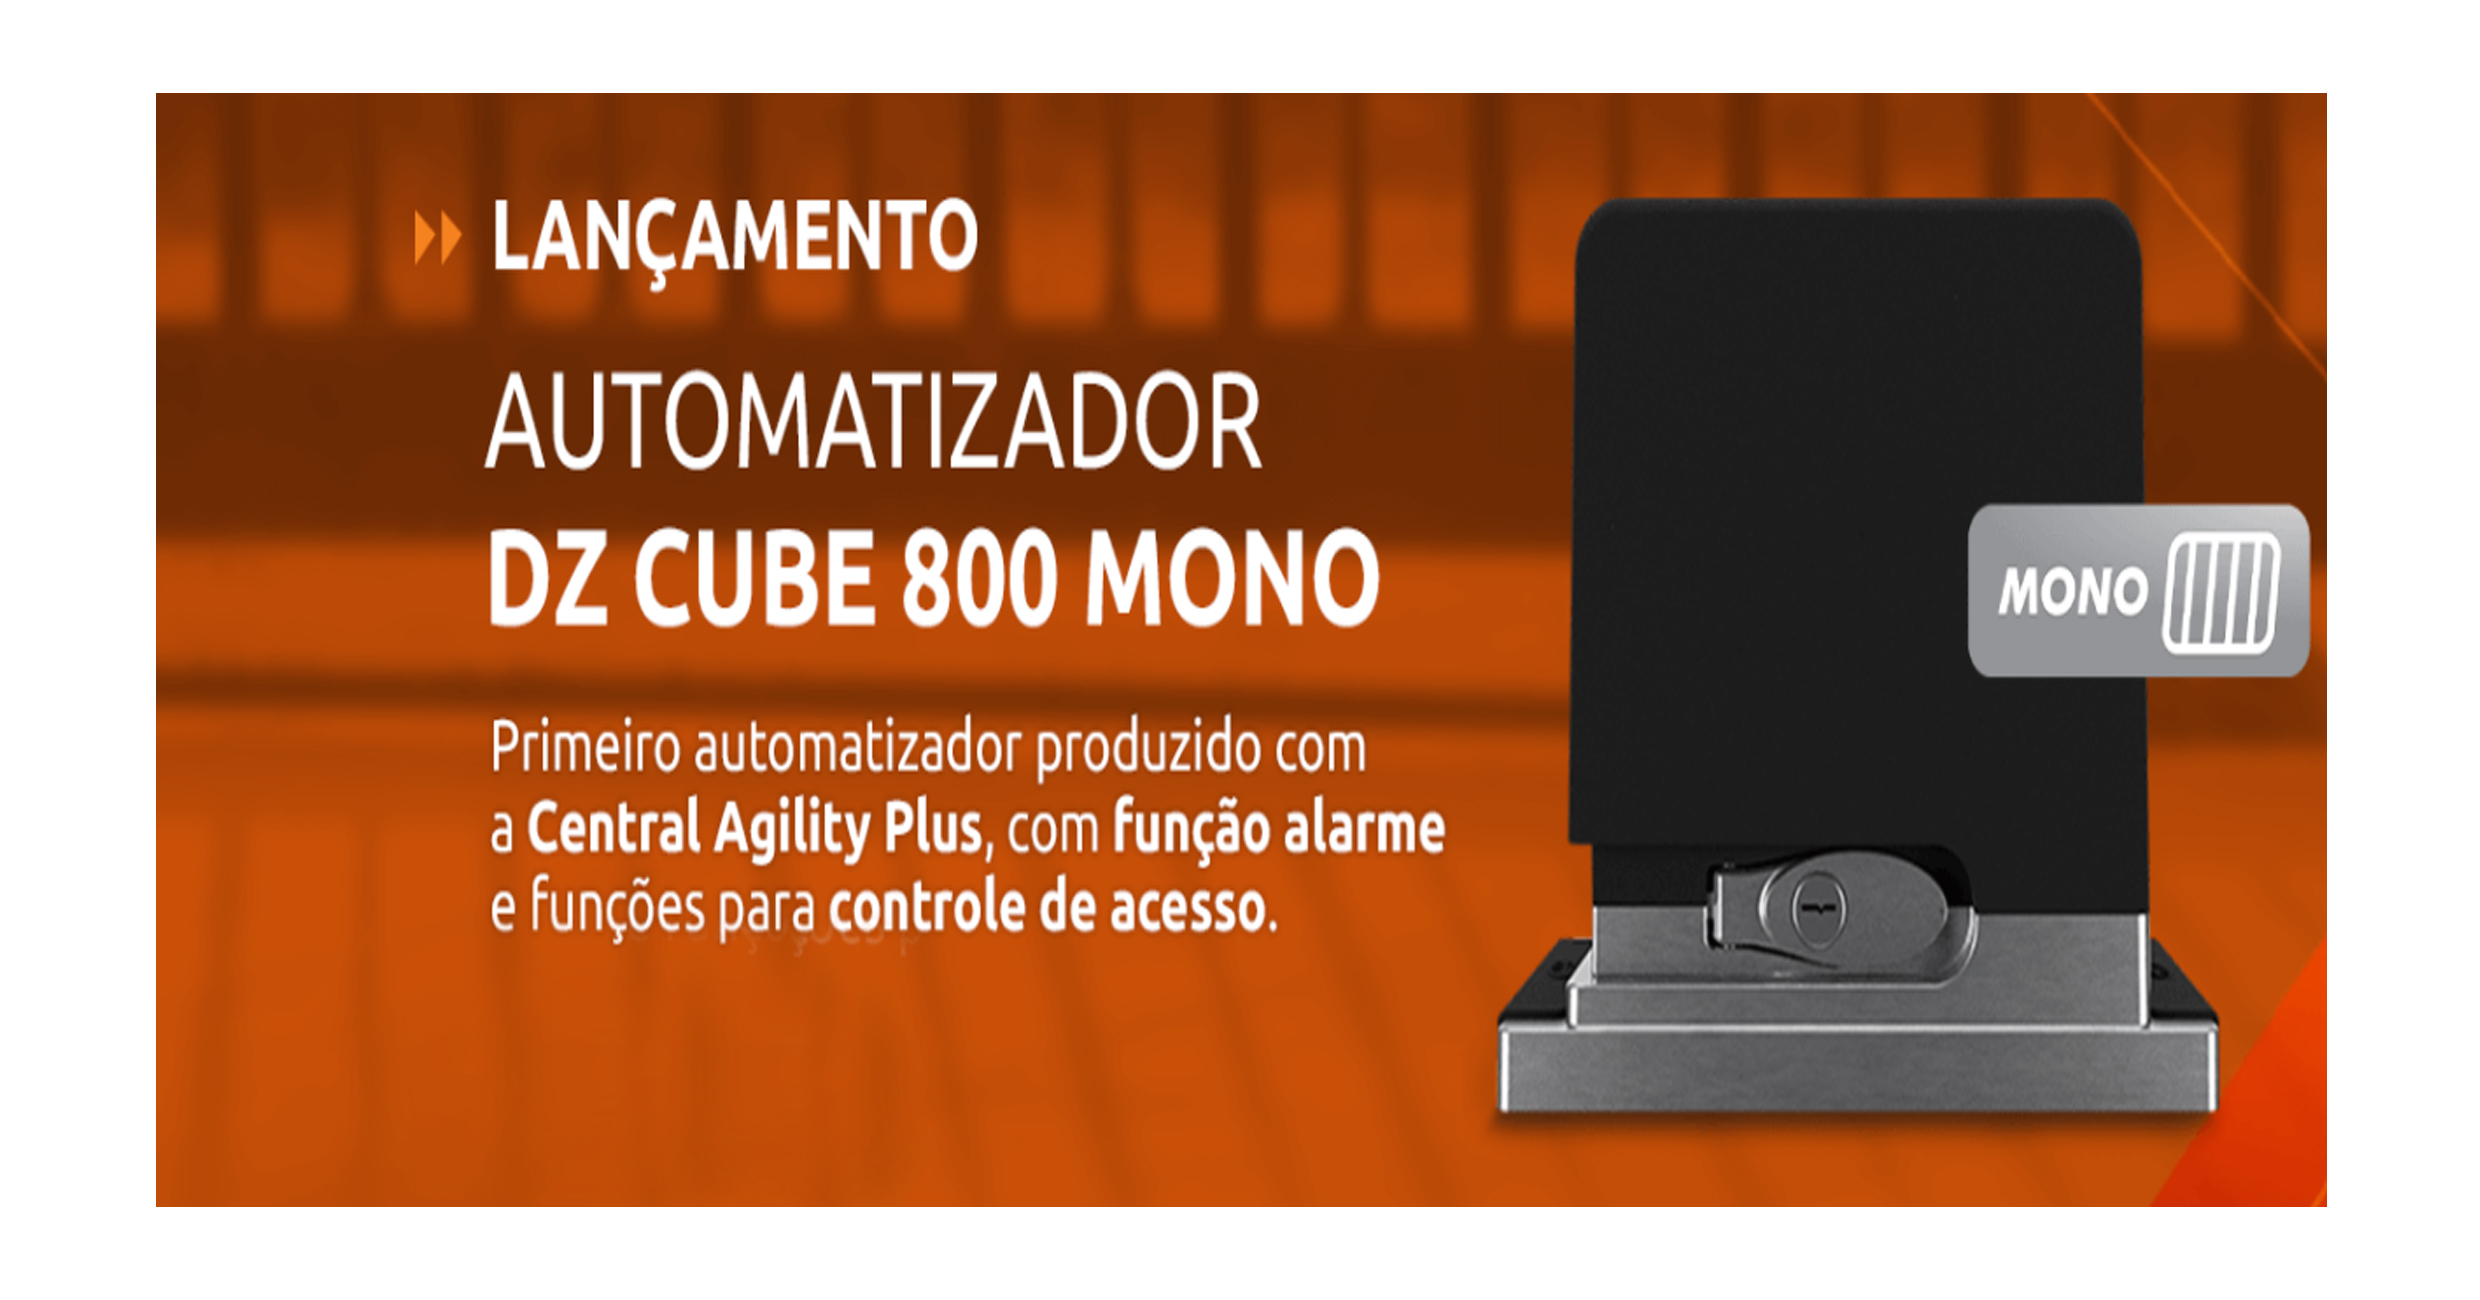 LANÇAMENTO
AUTOMATIZADOR
DZ CUBE 800 MONO
MONO
Primeiro automatizador produzido com
a Central Agility Plus, com função alarme
e funções para controle de acesso.